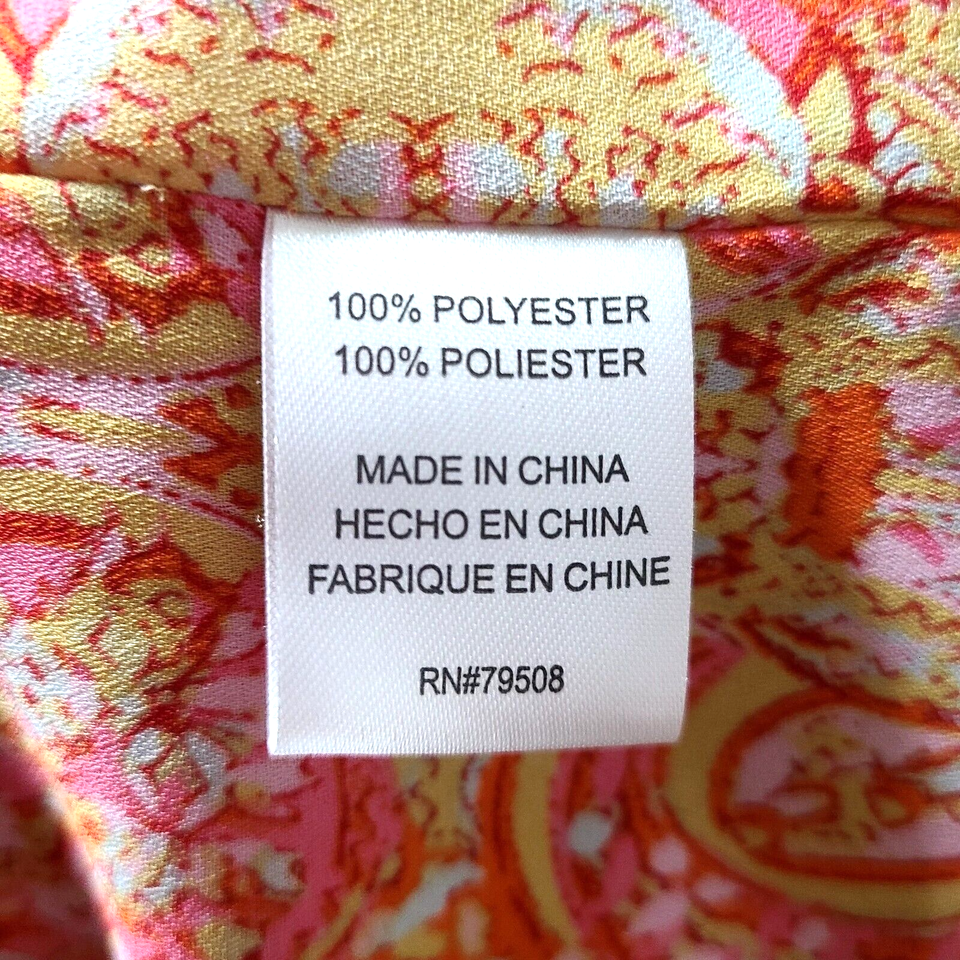 100% POLYESTER
100% POLIESTER
MADE IN CHINA
HECHO EN CHINA
FABRIQUE EN CHINE
RN#79508